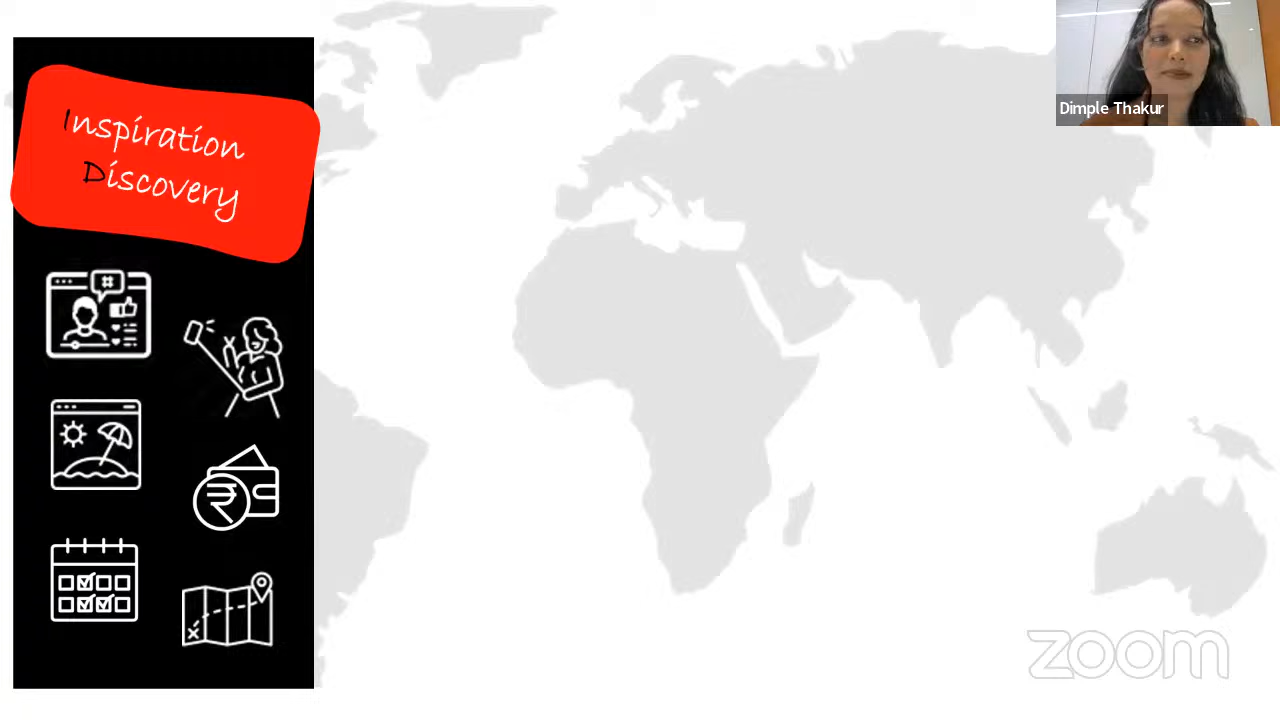 Inspiration
Discovery
#
₹
Dimple Thakur
zoom